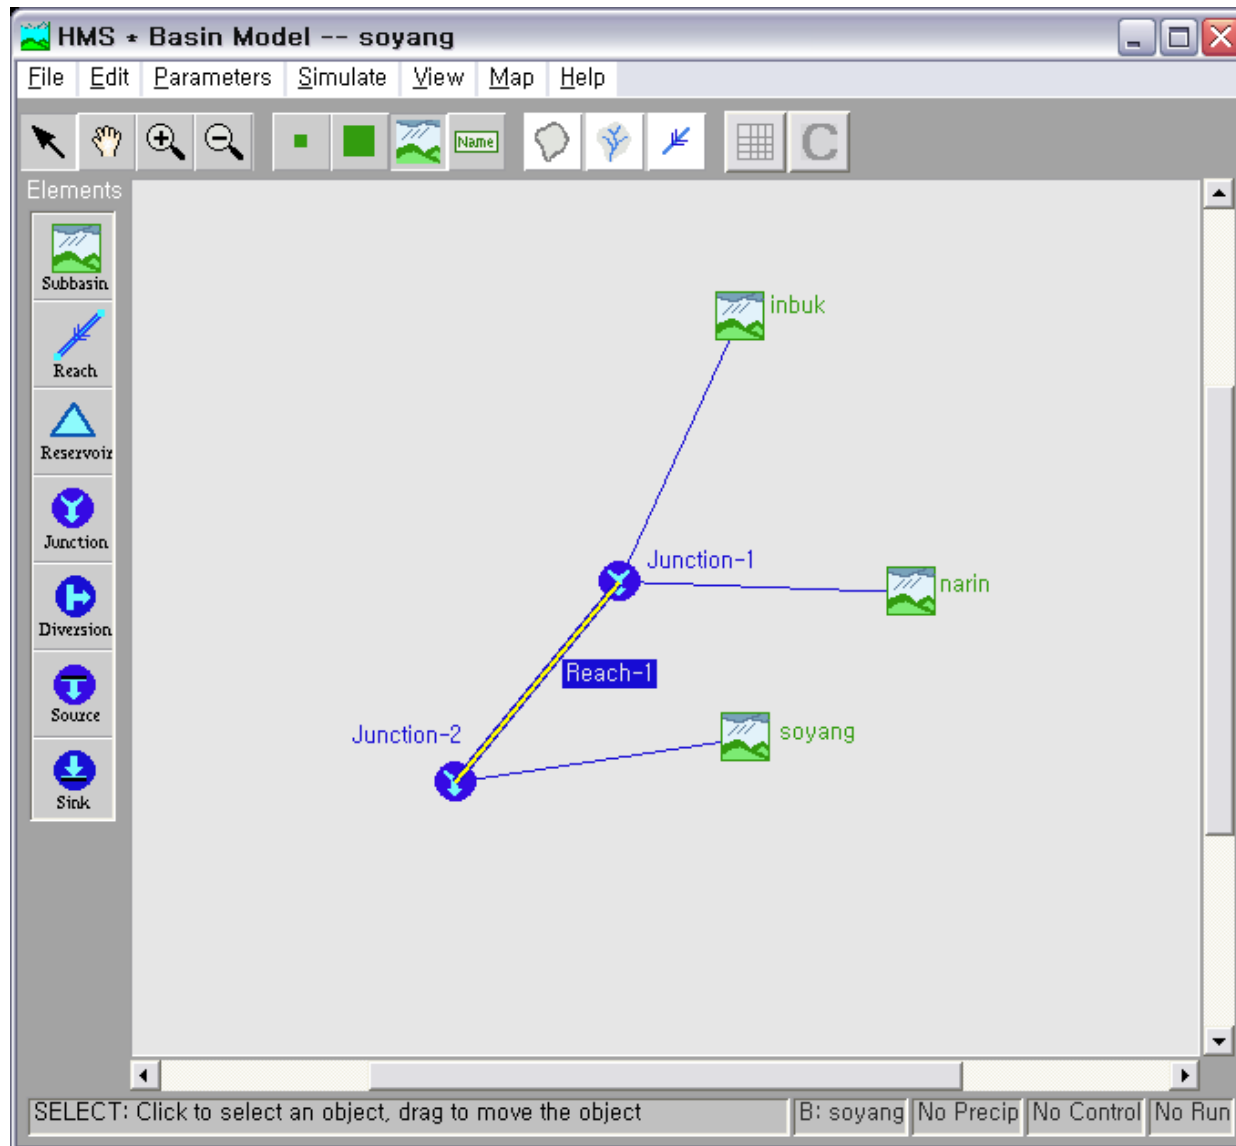 HMS * Basin Model -- soyang
File Edit Parameters Simulate View Map Help
Name
C
Elements
Subbasin
Reach
Reservoir
Junction
Diversion
Source
Sink
inbuk
Junction-1
narin
Reach-1
Junction-2
soyang
SELECT: Click to select an object, drag to move the object
B: soyang No Precip No Control No Run